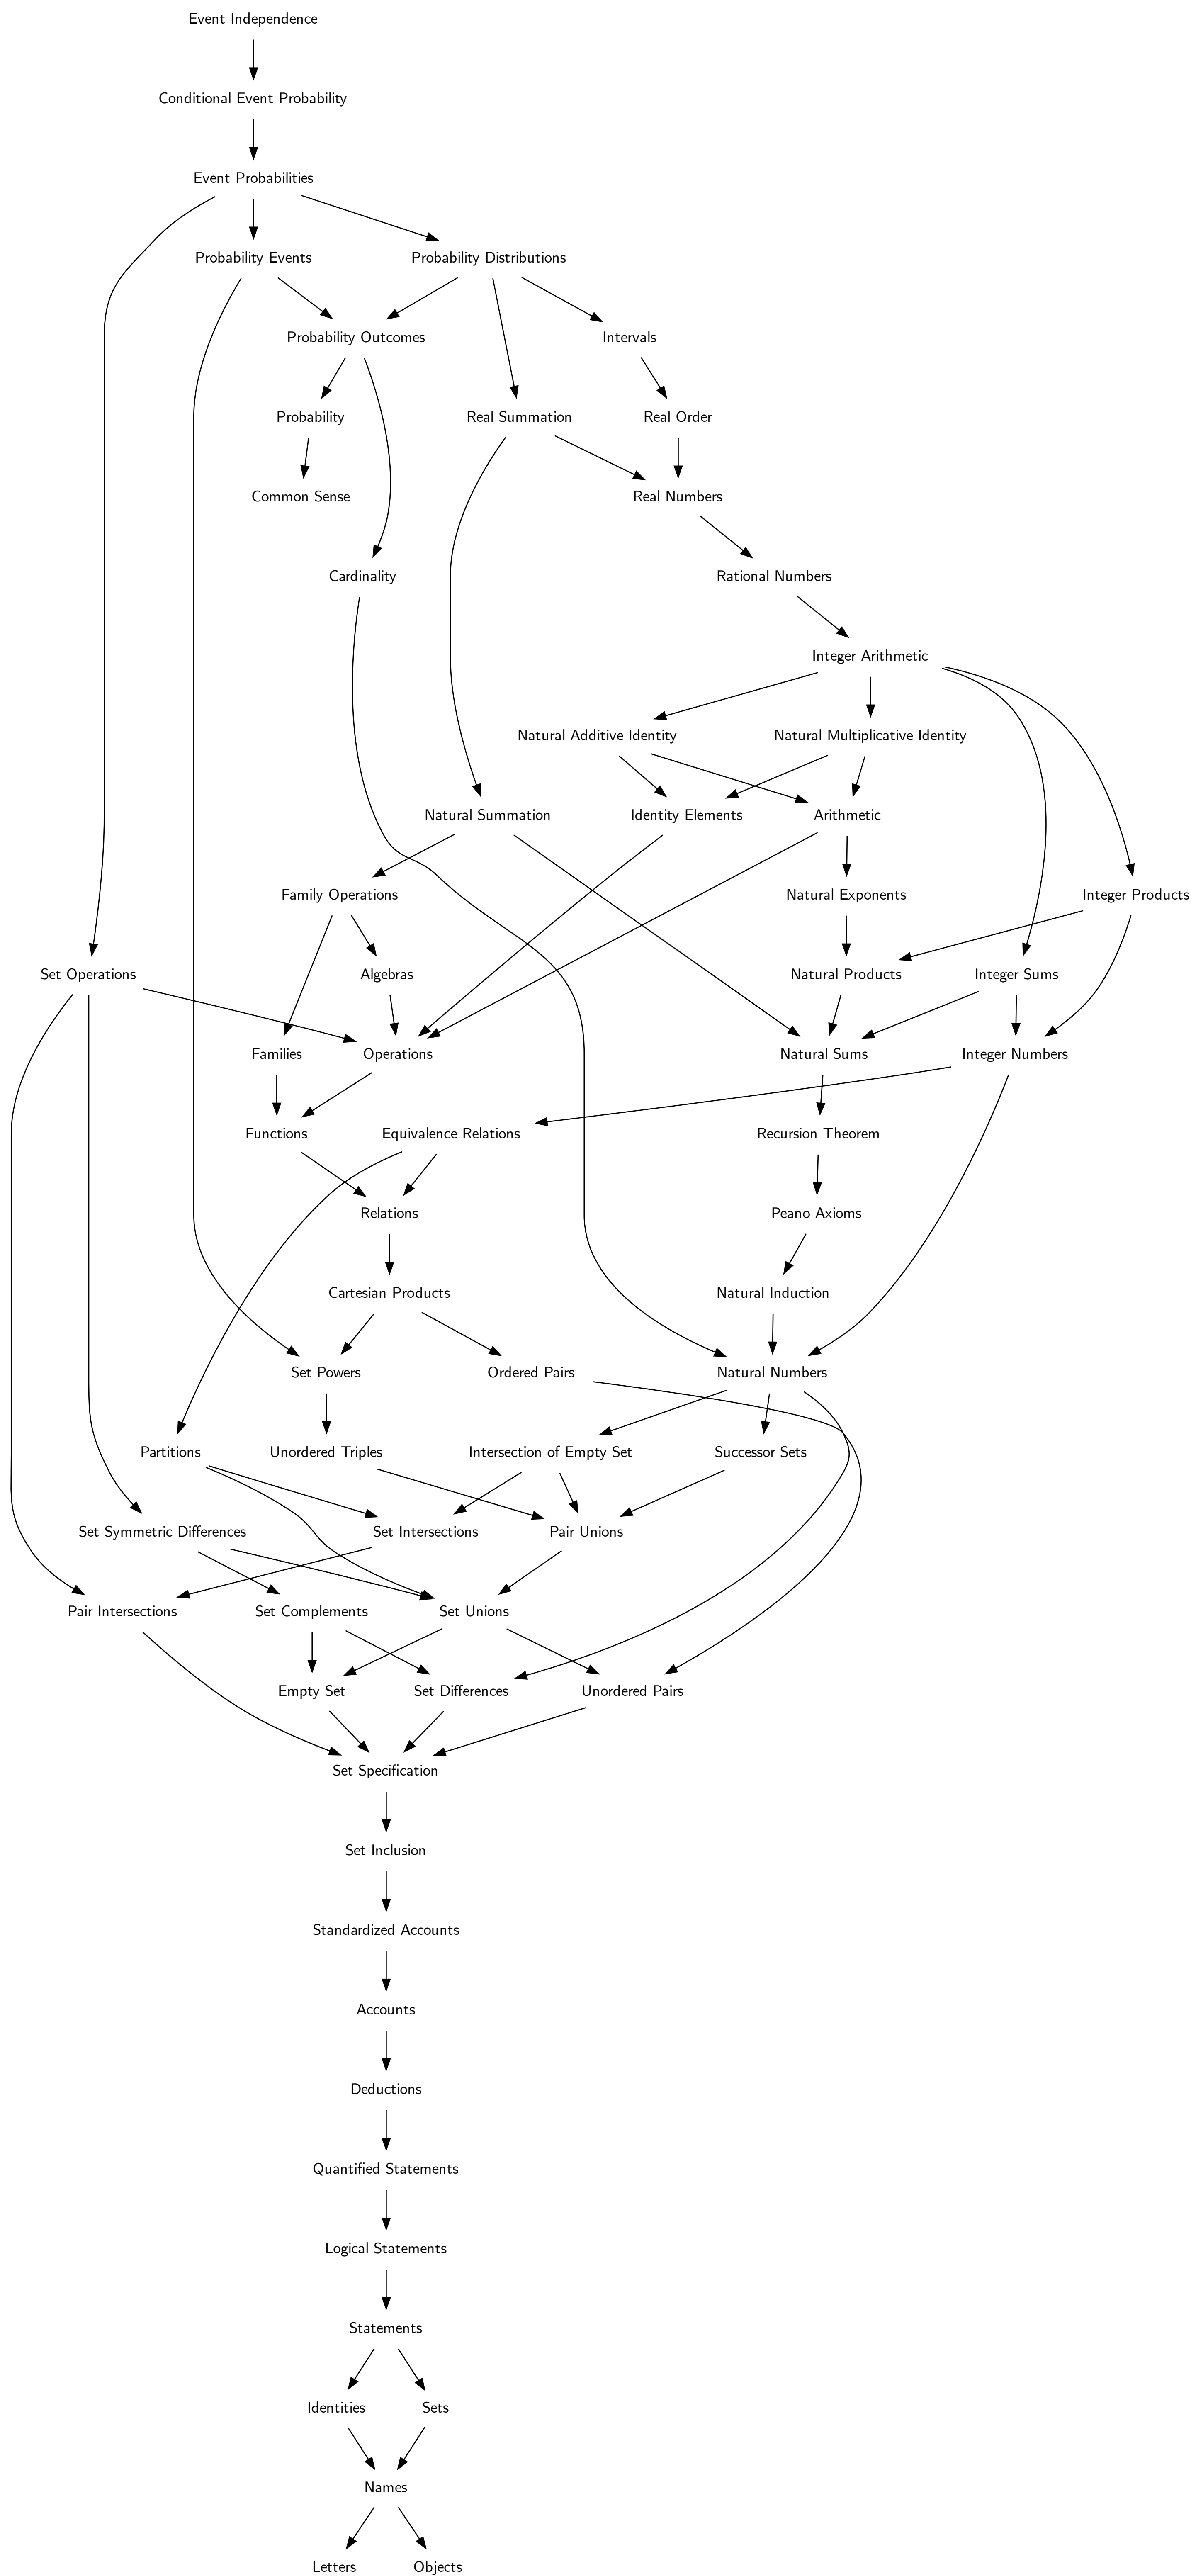 Event Independence
Conditional Event Probability
Event Probabilities
Probability Events
Probability Distributions
Probability Outcomes
Intervals
Probability
Real Summation
Real Order
Common Sense
Real Numbers
Cardinality
Rational Numbers
Integer Arithmetic
Natural Additive Identity
Natural Multiplicative Identity
Natural Summation
Identity Elements
Arithmetic
Family Operations
Natural Exponents
Integer Products
Set Operations
Algebras
Natural Products
Integer Sums
Families
Operations
Natural Sums
Integer Numbers
Functions
Equivalence Relations
Recursion Theorem
Relations
Peano Axioms
Cartesian Products
Natural Induction
Set Powers
Ordered Pairs
Natural Numbers
Partitions
Unordered Triples
Intersection of Empty Set
Successor Sets
Set Symmetric Differences
Set Intersections
Pair Unions
Pair Intersections
Set Complements
Set Unions
Empty Set
Set Differences
Unordered Pairs
Set Specification
Set Inclusion
Standardized Accounts
Accounts
Deductions
Quantified Statements
Logical Statements
Statements
Identities
Sets
Names
Letters
Objects